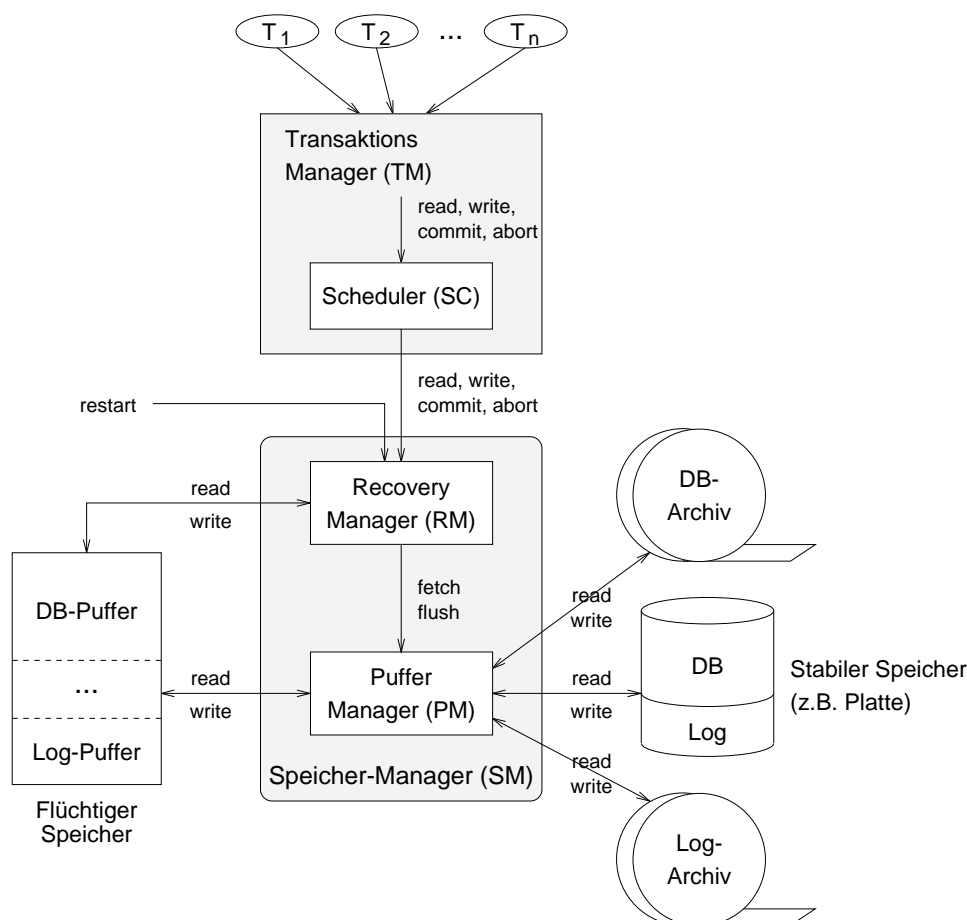 T1 T2 ... Tn
Transaktions
Manager (TM)
read, write,
commit, abort
Scheduler (SC)
read, write,
commit, abort
restart
Recovery
Manager (RM)
read
write
DB-
Archiv
fetch
flush
DB-Puffer
...
Log-Puffer
Flüchtiger
Speicher
read
write
Puffer
Manager (PM)
Speicher-Manager (SM)
read
write
read
write
read
write
DB
Log
Stabiler Speicher
(z.B. Platte)
Log-
Archiv